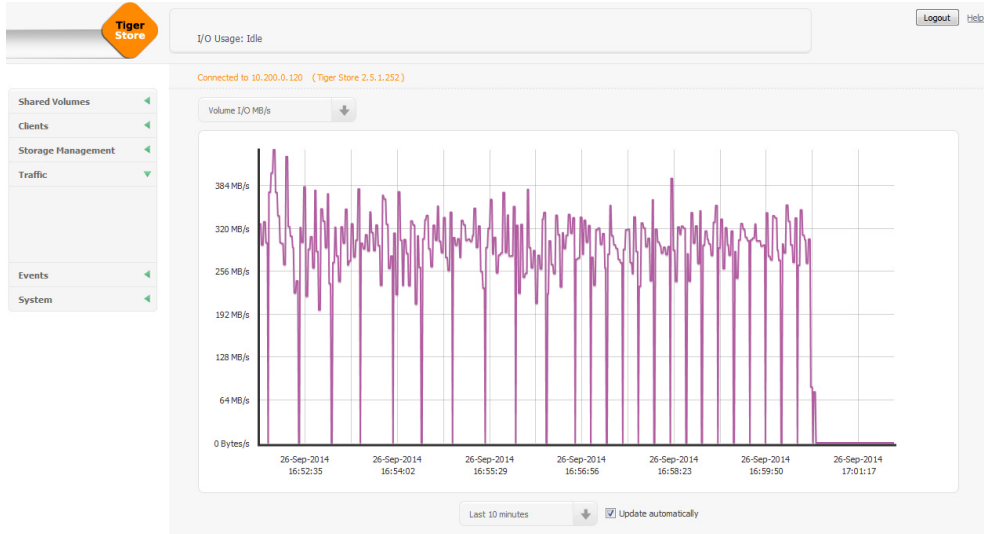 Tiger
Store
I/O Usage: Idle
Logout Help
Connected to 10.200.0.120 (Tiger Store 2.5.1.252)
Shared Volumes
Clients
Storage Management
Traffic
Events
System
Volume I/O MB/s
384 MB/s
320 MB/s
256 MB/s
192 MB/s
128 MB/s
64 MB/s
0 Bytes/s
26-Sep-2014 26-Sep-2014 26-Sep-2014 26-Sep-2014 26-Sep-2014 26-Sep-2014 26-Sep-2014
16:52:35 16:54:02 16:55:29 16:56:56 16:58:23 16:59:50 17:01:17
Last 10 minutes Update automatically